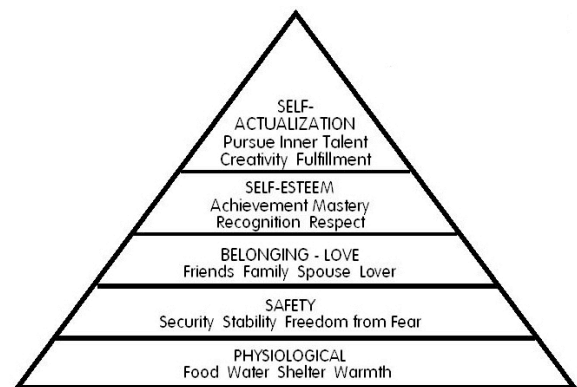 SELF-
ACTUALIZATION
Pursue Inner Talent
Creativity Fulfillment
SELF-ESTEEM
Achievement Mastery
Recognition Respect
BELONGING - LOVE
Friends Family Spouse Lover
SAFETY
Security Stability Freedom from Fear
PHYSIOLOGICAL
Food Water Shelter Warmth